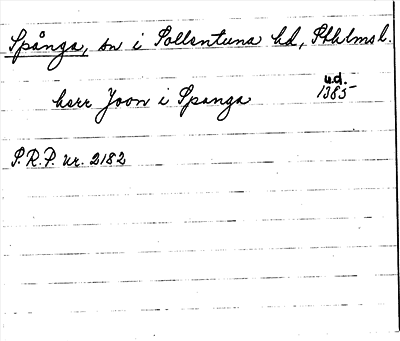 Spånga, sn i Sollentuna hd, Sthlms l.
u.d.
herr Joon i Spanga 1385
S.R.P. nr. 2182